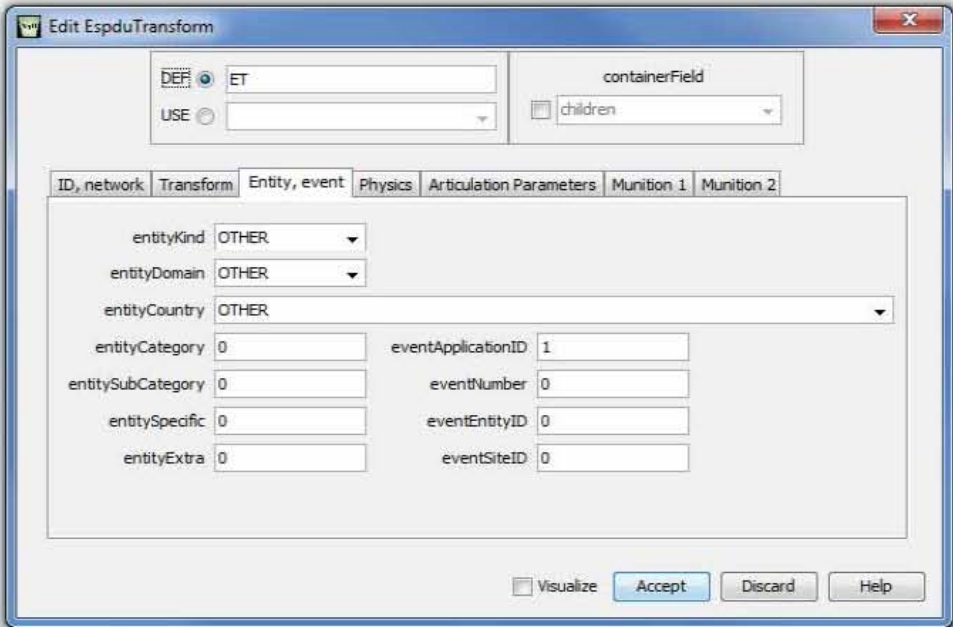 Edit EspduTransform
DEF ET containerField
USE children
ID, network Transform Entity, event Physics Articulation Parameters Munition 1 Munition 2
entityKind OTHER
entityDomain OTHER
entityCountry OTHER
entityCategory 0 eventApplicationID 1
entitySubCategory 0 eventNumber 0
entitySpecific 0 eventEntityID 0
entityExtra 0 eventSiteID 0
Visualize Accept Discard Help